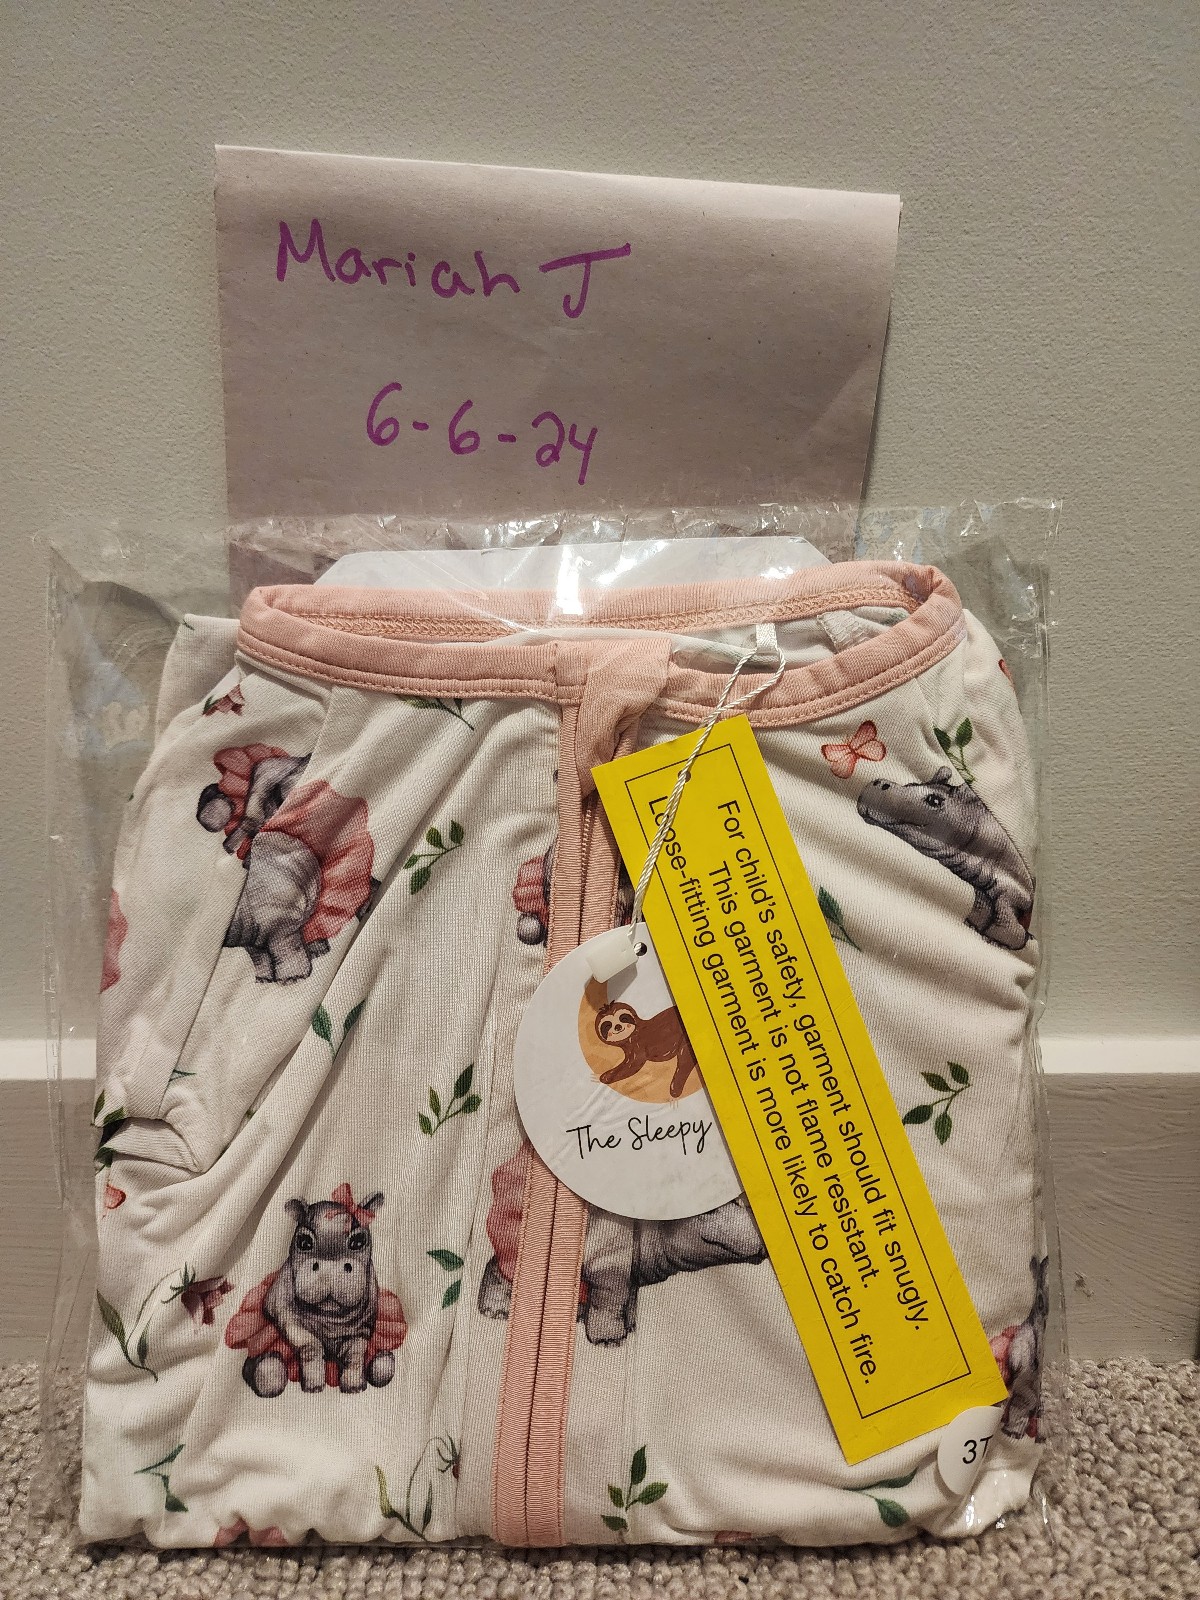 Mariah J
6-6-24
For child's safety, garment should fit snugly.
This garment is not flame resistant.
Loose-fitting garment is more likely to catch fire.
The Sleepy
3T